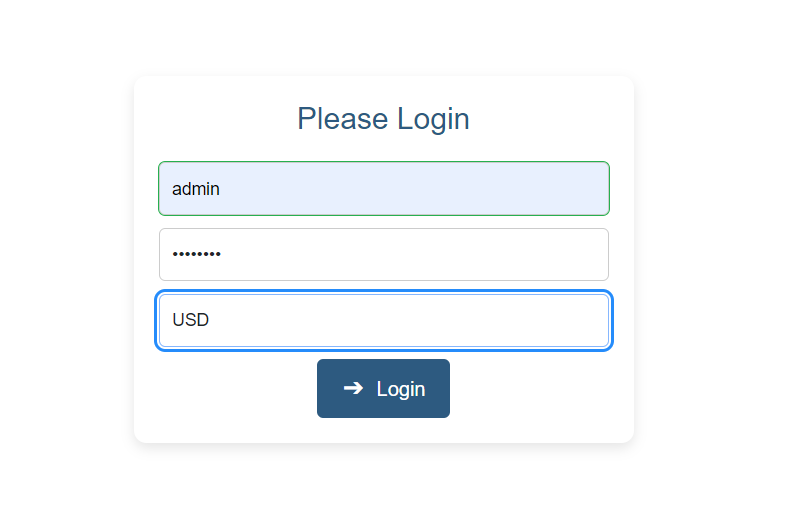 Please Login
admin
••••••••
USD
➔ Login